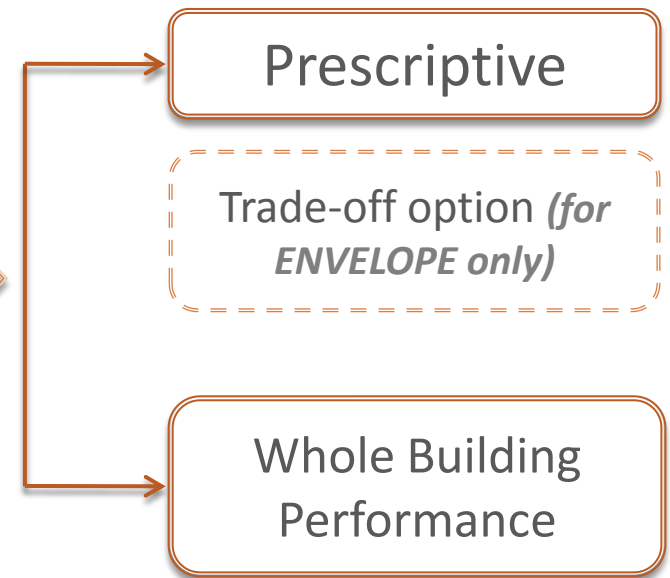 Prescriptive
Trade-off option (for
ENVELOPE only)
Whole Building
Performance